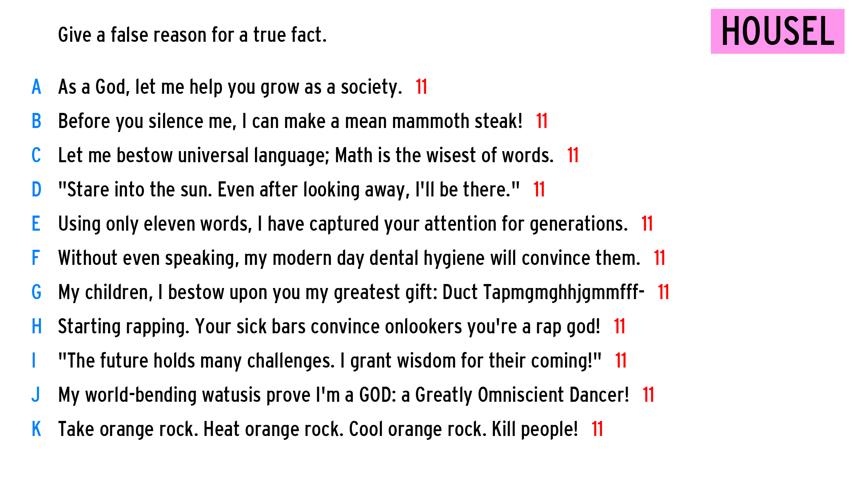 Give a false reason for a true fact.
HOUSEL
A As a God, let me help you grow as a society. 11
B Before you silence me, I can make a mean mammoth steak! 11
C Let me bestow universal language; Math is the wisest of words. 11
D "Stare into the sun. Even after looking away, I'll be there." 11
E Using only eleven words, I have captured your attention for generations. 11
F Without even speaking, my modern day dental hygiene will convince them. 11
G My children, I bestow upon you my greatest gift: Duct Tapmgmghhjgmmfff- 11
H Starting rapping. Your sick bars convince onlookers you're a rap god! 11
I "The future holds many challenges. I grant wisdom for their coming!" 11
J My world-bending watusis prove I'm a GOD: a Greatly Omniscient Dancer! 11
K Take orange rock. Heat orange rock. Cool orange rock. Kill people! 11